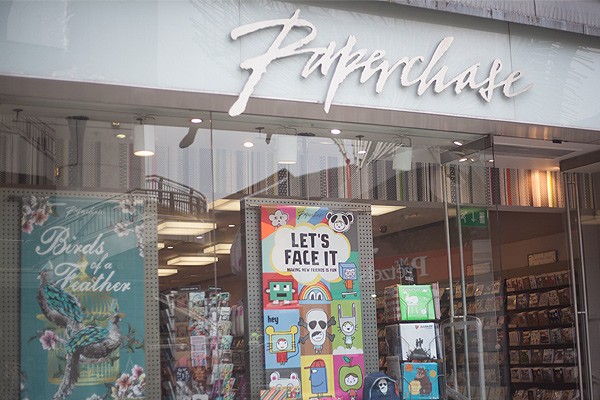 Paperchase
Birds
of a
Feather
LET'S
FACE IT
MAKING NEW FRIENDS IS FUN
hey